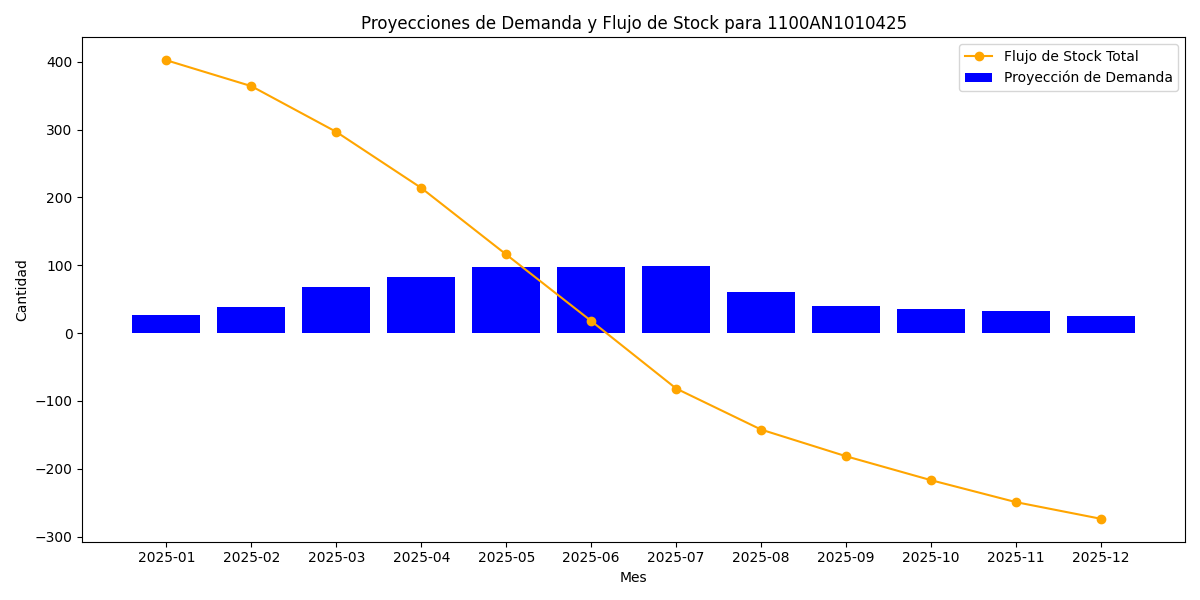 Proyecciones de Demanda y Flujo de Stock para 1100AN1010425
Flujo de Stock Total
Proyección de Demanda
Cantidad
400
300
200
100
0
−100
−200
−300
2025-01 2025-02 2025-03 2025-04 2025-05 2025-06 2025-07 2025-08 2025-09 2025-10 2025-11 2025-12
Mes